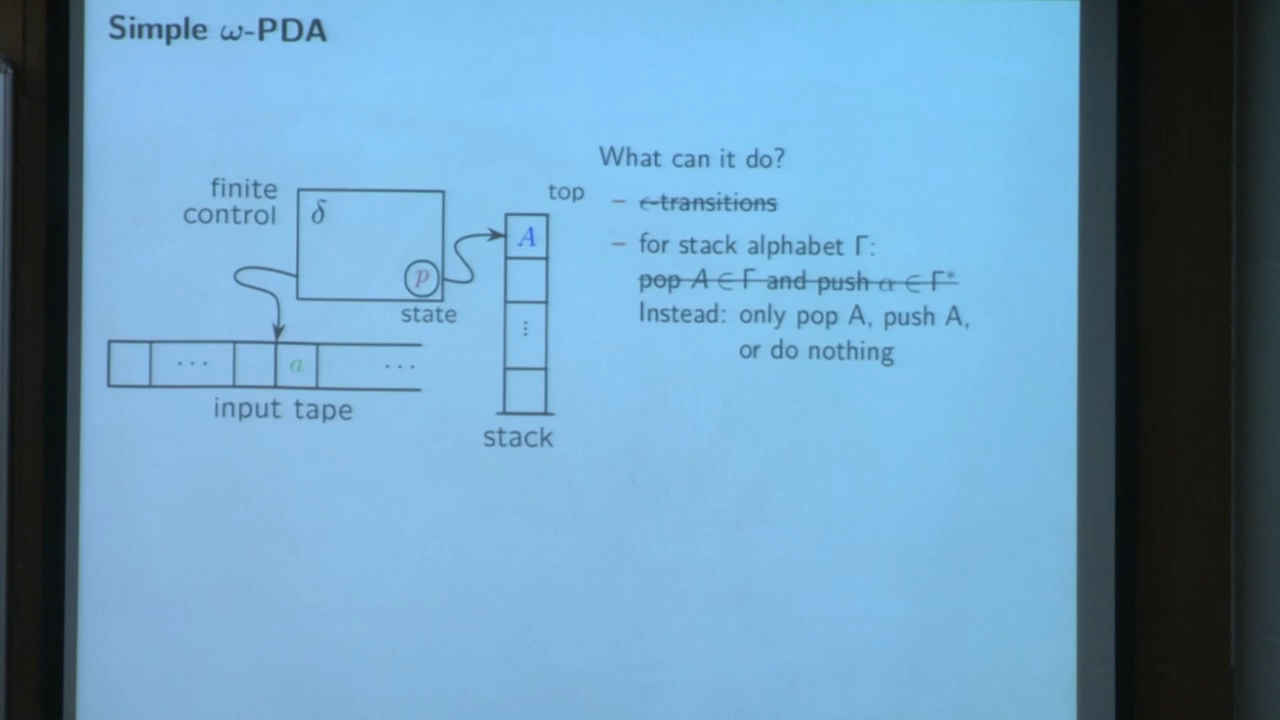 Simple ω-PDA
finite
control
δ
p
state
top
A
⋮
stack
···
a
···
input tape
What can it do?
– ϵ-transitions
– for stack alphabet Γ:
pop A ∈ Γ and push α ∈ Γ*
Instead: only pop A, push A,
or do nothing